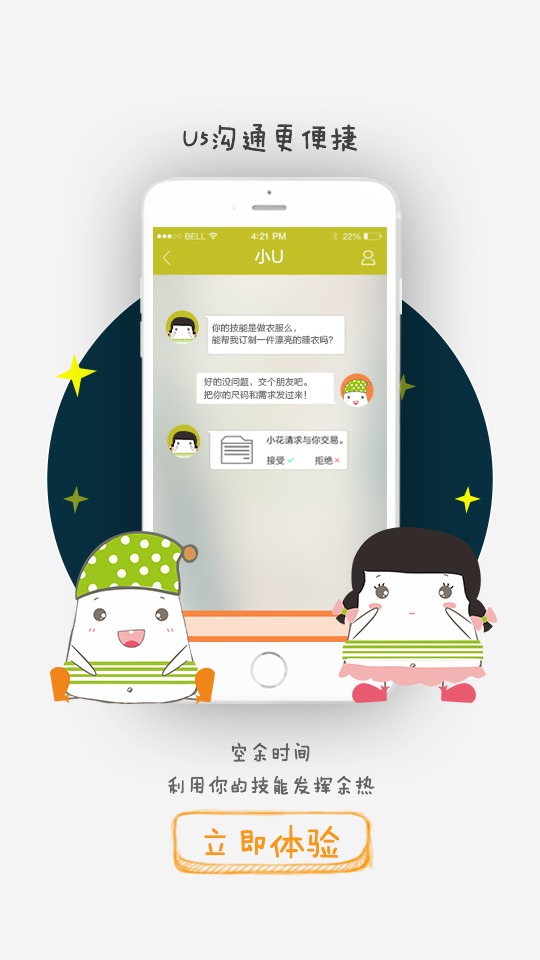 U5沟通更便捷
BELL 4:21 PM 22%
小U
你的技能是做衣服么，
能帮我订制一件漂亮的睡衣吗？
好的没问题，交个朋友吧。
把你的尺码和需求发过来！
小花请求与你交易。
接受 拒绝
空余时间
利用你的技能发挥余热
立即体验